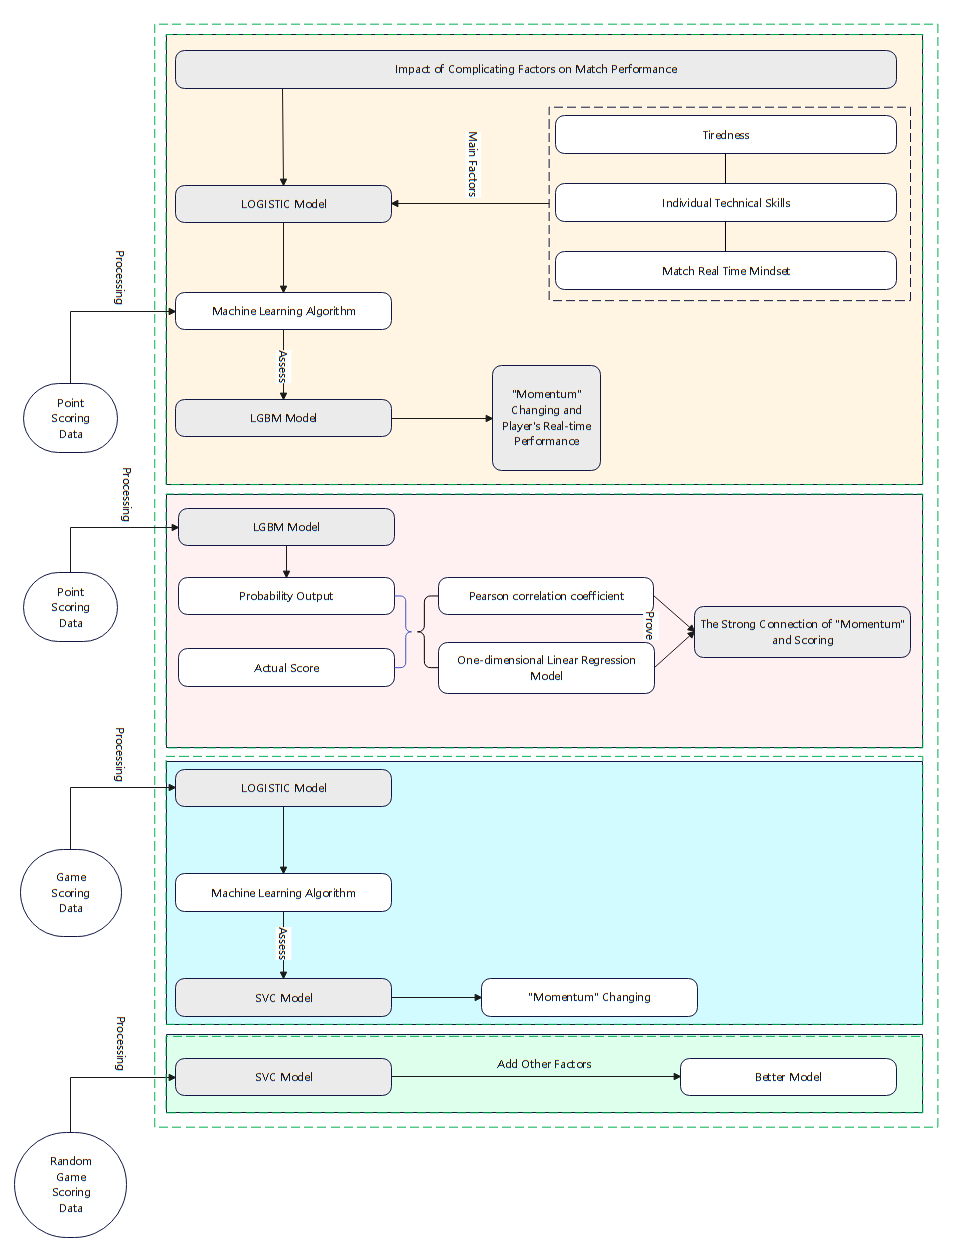 Impact of Complicating Factors on Match Performance
Main Factors
Tiredness
LOGISTIC Model
Individual Technical Skills
Match Real Time Mindset
Processing
Machine Learning Algorithm
Assess
Point
Scoring
Data
LGBM Model
"Momentum"
Changing and
Player's Real-time
Performance
Processing
LGBM Model
Point
Scoring
Data
Probability Output
Pearson correlation coefficient
Prove
The Strong Connection of "Momentum"
and Scoring
Actual Score
One-dimensional Linear Regression
Model
Processing
LOGISTIC Model
Game
Scoring
Data
Machine Learning Algorithm
Assess
SVC Model
"Momentum" Changing
Processing
SVC Model
Add Other Factors
Better Model
Random
Game
Scoring
Data